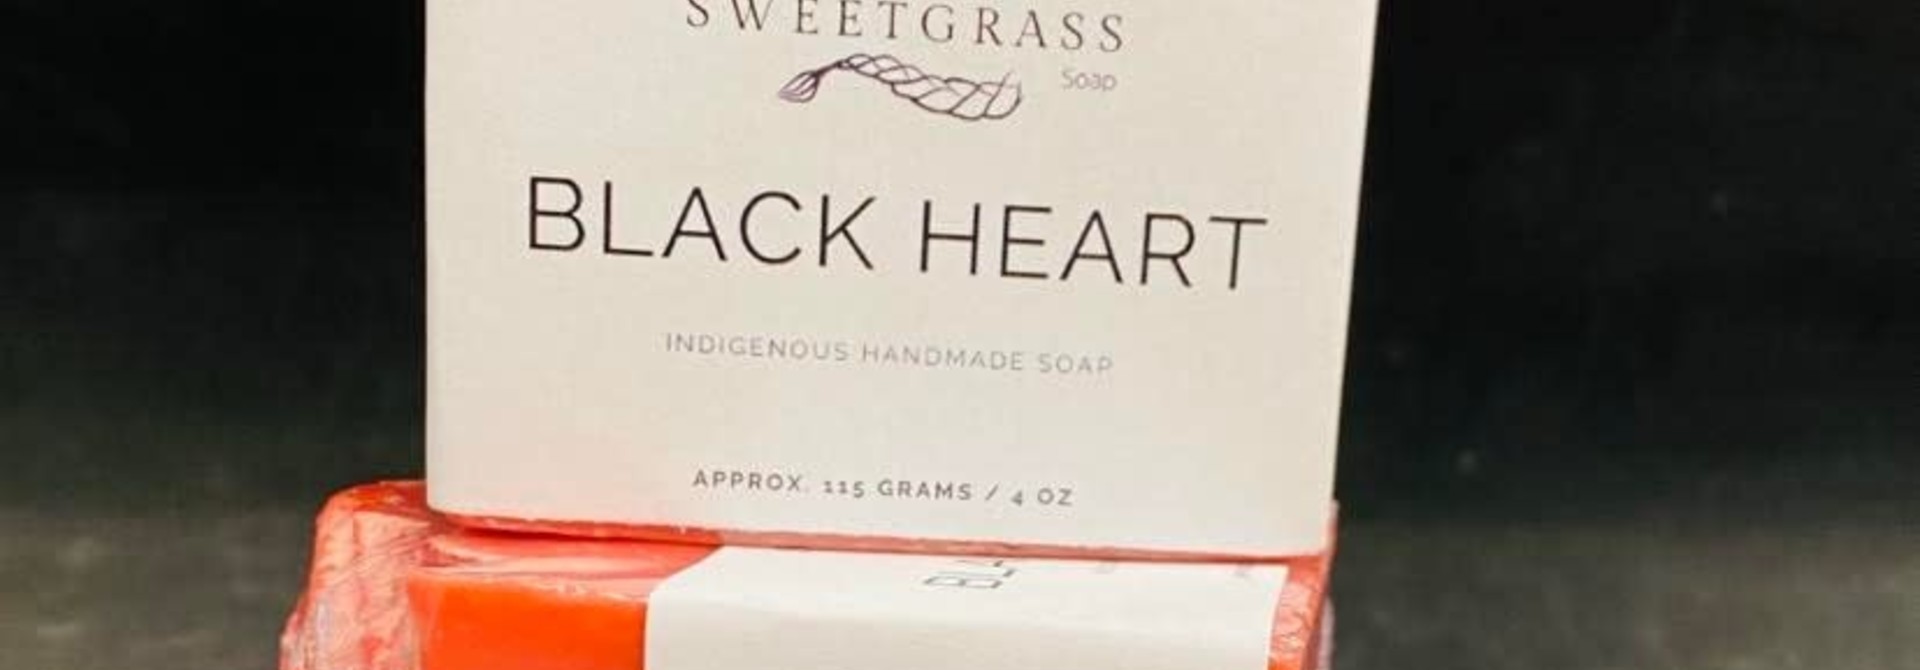 SWEETGRASS
Soap
BLACK HEART
INDIGENOUS HANDMADE SOAP
APPROX. 115 GRAMS / 4 OZ